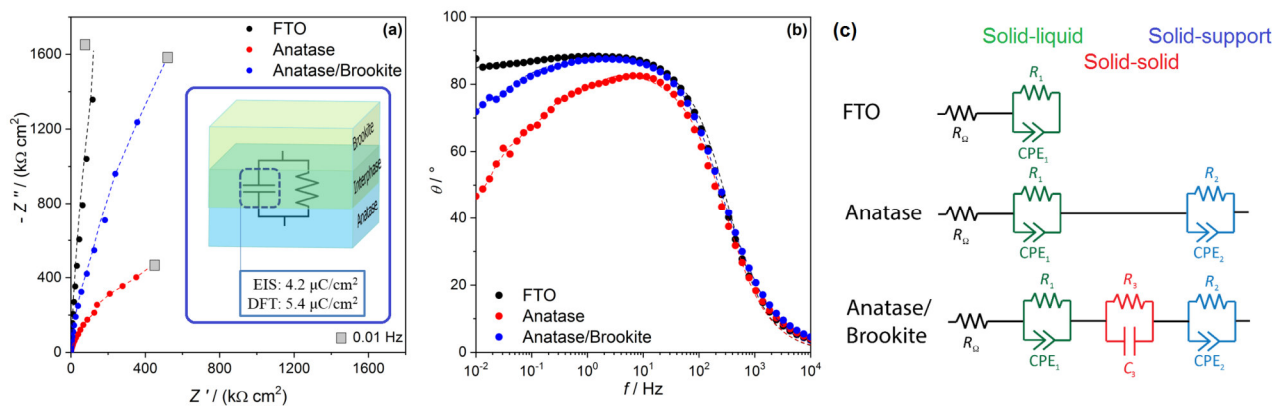 (a)
FTO
Anatase
Anatase/Brookite
- Z '' / (kΩ cm²)
1600
1200
800
400
0
Brookite
Interphase
Anatase
EIS: 4.2 μC/cm²
DFT: 5.4 μC/cm²
0.01 Hz
0 400 800 1200 1600
Z ' / (kΩ cm²)
(b)
θ / °
100
80
60
40
20
0
FTO
Anatase
Anatase/Brookite
10⁻² 10⁻¹ 10⁰ 10¹ 10² 10³ 10⁴
f / Hz
(c)
Solid-liquid
Solid-support
Solid-solid
FTO
RΩ
R₁
CPE₁
Anatase
RΩ
R₁
CPE₁
R₂
CPE₂
Anatase/
Brookite
RΩ
R₁
CPE₁
R₃
C₃
R₂
CPE₂